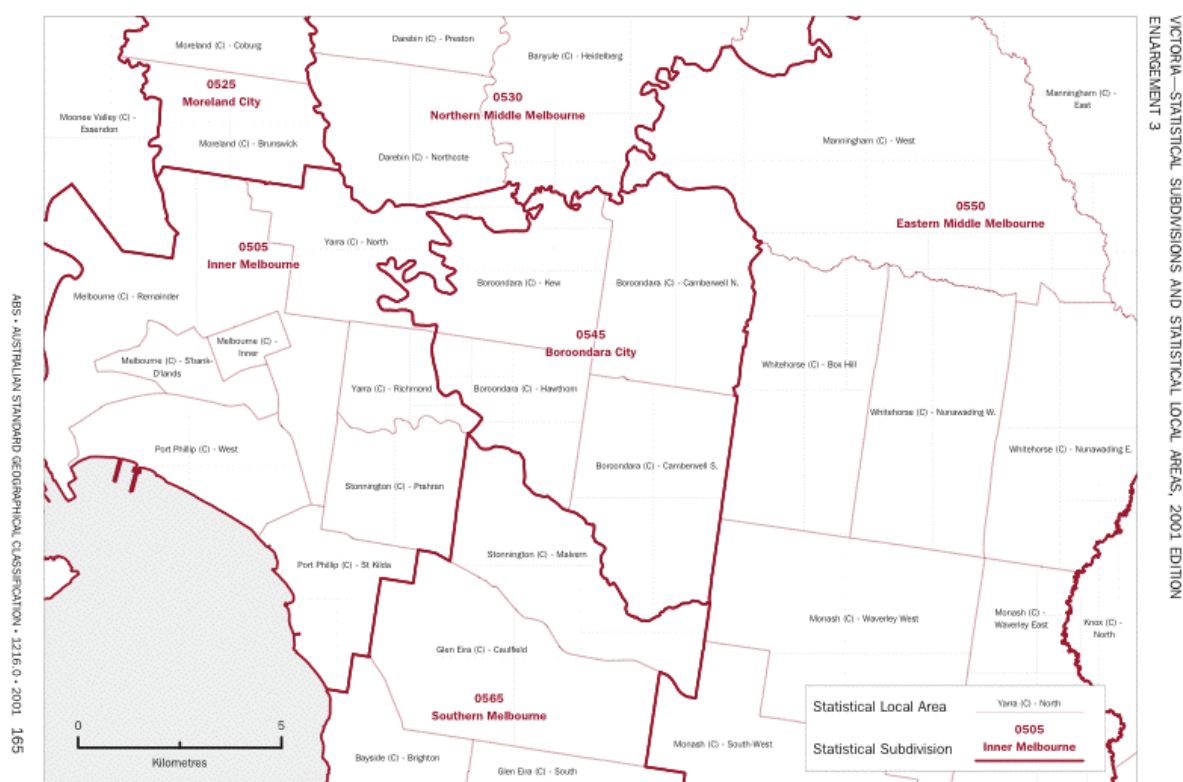 VICTORIA—STATISTICAL SUBDIVISIONS AND STATISTICAL LOCAL AREAS, 2001 EDITION
ENLARGEMENT 3
Moreland (C) - Coburg
Darebin (C) - Preston
Banyule (C) - Heidelberg
0525
Moreland City
0530
Northern Middle Melbourne
Manningham (C) -
East
Moonee Valley (C) -
Essendon
Moreland (C) - Brunswick
Darebin (C) - Northcote
Manningham (C) - West
0550
Eastern Middle Melbourne
0505
Inner Melbourne
Yarra (C) - North
Boroondara (C) - Kew
Boroondara (C) - Camberwell N.
Melbourne (C) - Remainder
0545
Boroondara City
Melbourne (C) -
Inner
Melbourne (C) - S'bank-
D'lands
Whitehorse (C) - Box Hill
Yarra (C) - Richmond
Boroondara (C) - Hawthorn
Whitehorse (C) - Nunawading W.
Port Phillip (C) - West
Whitehorse (C) - Nunawading E.
Boroondara (C) - Camberwell S.
Stonnington (C) - Prahran
Stonnington (C) - Malvern
Port Phillip (C) - St Kilda
Monash (C) - Waverley West
Monash (C) -
Waverley East
Knox (C) -
North
Glen Eira (C) - Caulfield
0565
Southern Melbourne
Monash (C) - South-West
Bayside (C) - Brighton
Glen Eira (C) - South
Statistical Local Area
Yarra (C) - North
Statistical Subdivision
0505
Inner Melbourne
0
5
Kilometres
ABS • AUSTRALIAN STANDARD GEOGRAPHICAL CLASSIFICATION • 1216.0 • 2001 165